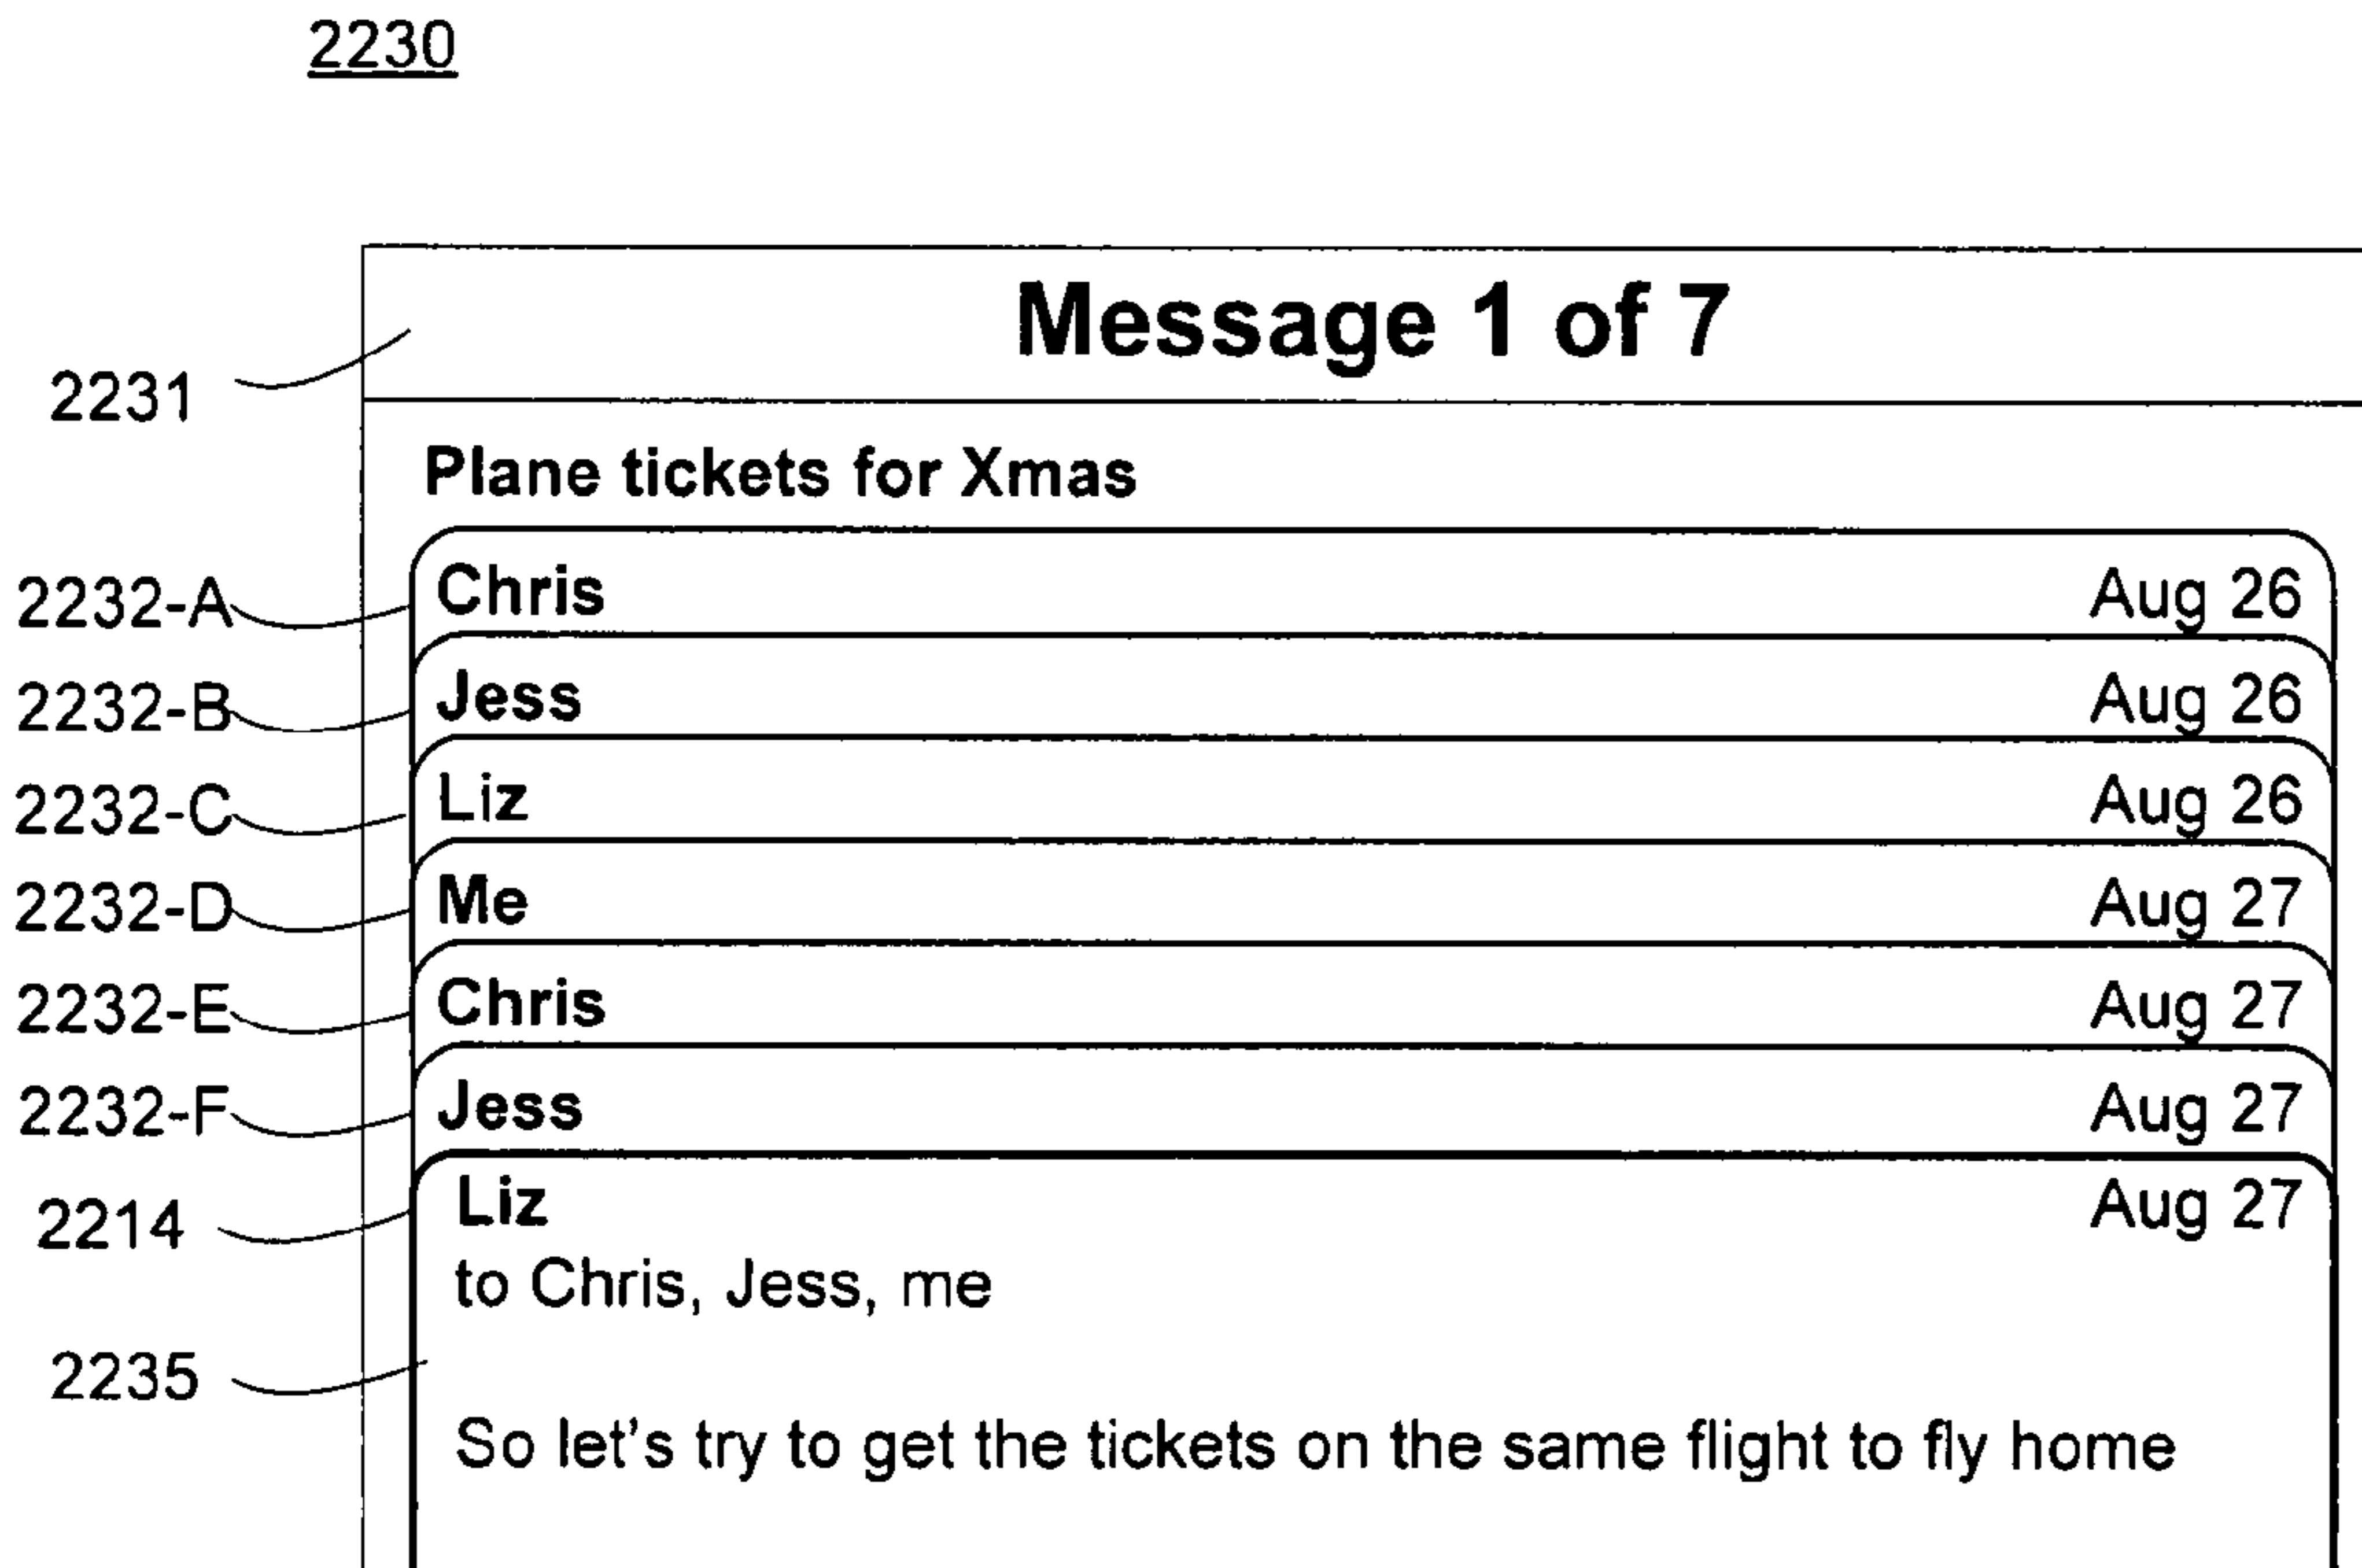 2230
Message 1 of 7
2231
Plane tickets for Xmas
2232-A Chris Aug 26
2232-B Jess Aug 26
2232-C Liz Aug 26
2232-D Me Aug 27
2232-E Chris Aug 27
2232-F Jess Aug 27
2214 Liz Aug 27
to Chris, Jess, me
2235
So let's try to get the tickets on the same flight to fly home